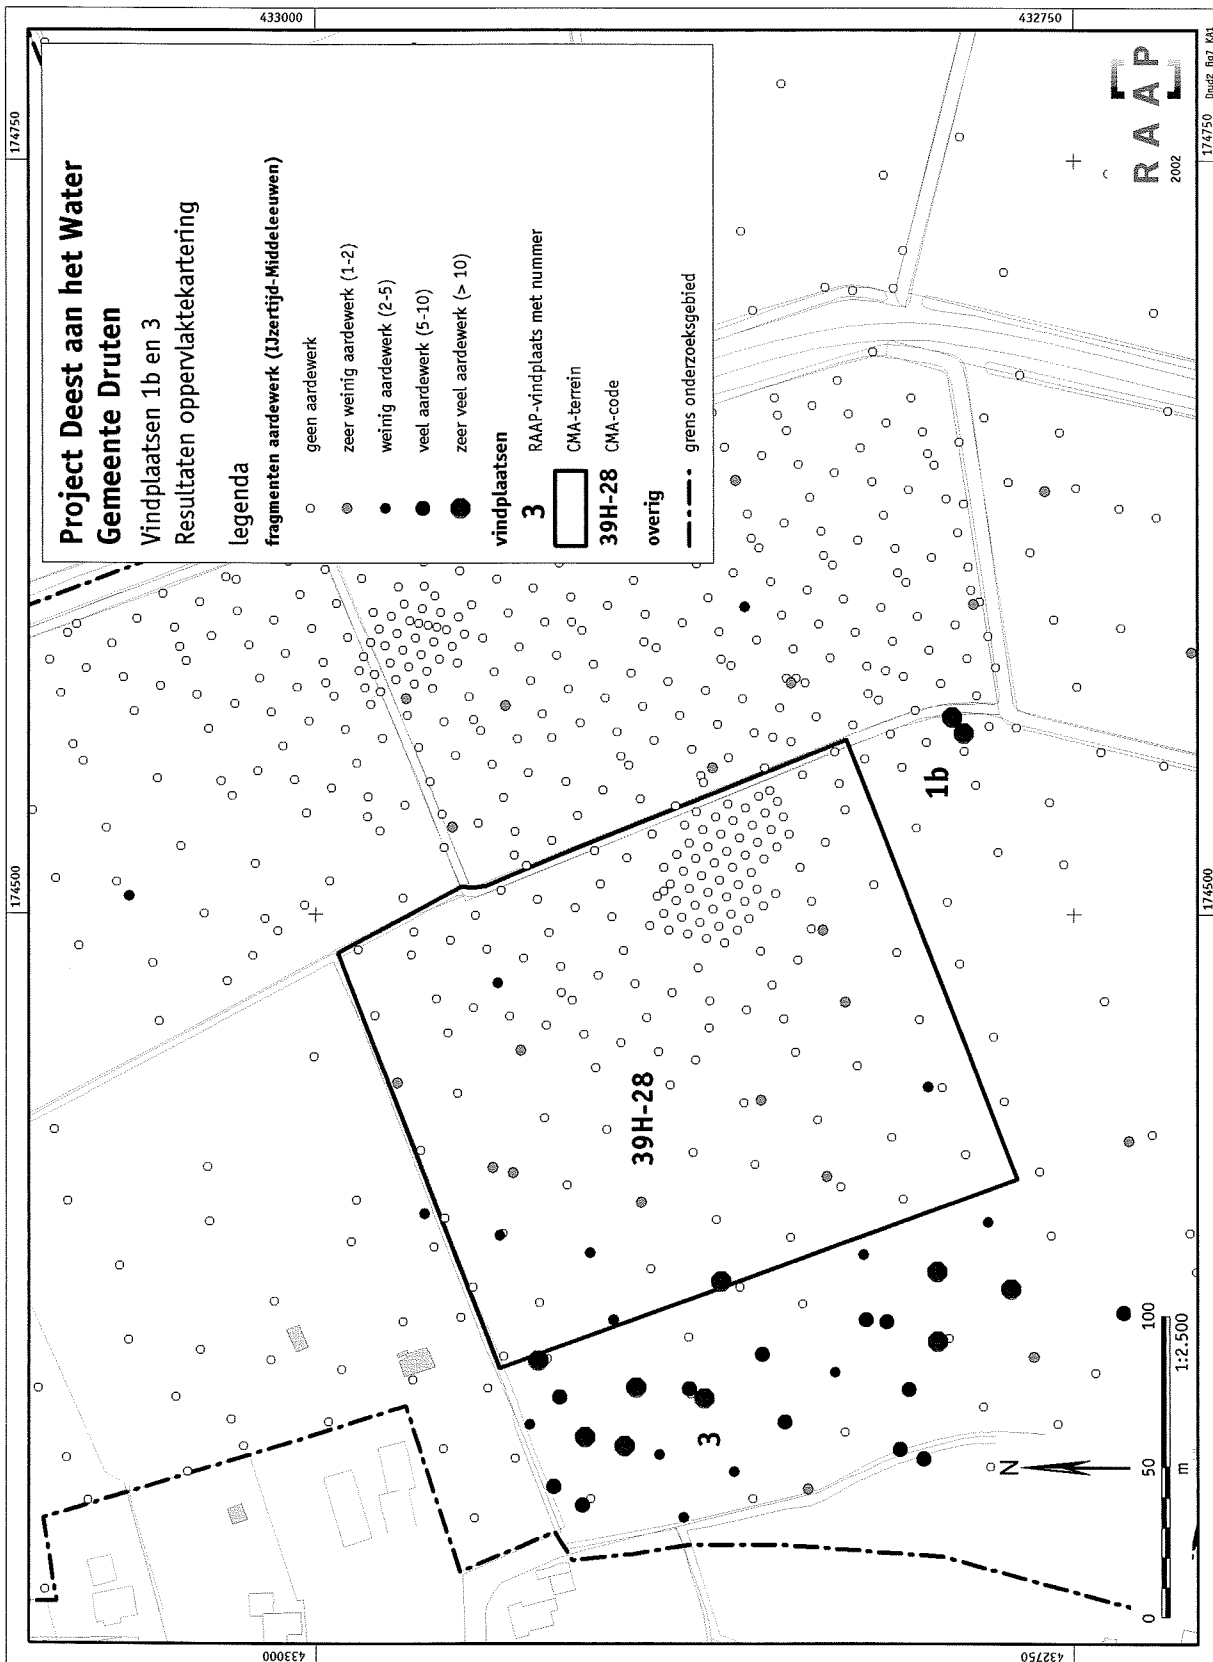 Project Deest aan het Water
Gemeente Druten
Vindplaatsen 1b en 3
Resultaten oppervlaktekartering
legenda
fragmenten aardewerk (IJzertijd-Middeleeuwen)
geen aardewerk
zeer weinig aardewerk (1-2)
weinig aardewerk (2-5)
veel aardewerk (5-10)
zeer veel aardewerk (> 10)
vindplaatsen
3 RAAP-vindplaats met nummer
CMA-terrein
39H-28 CMA-code
overig
grens onderzoeksgebied
174500
174750
433000
433000
432750
432750
174500
174750
39H-28
1b
3
N
0 50 100
m 1:2.500
RAAP
2002